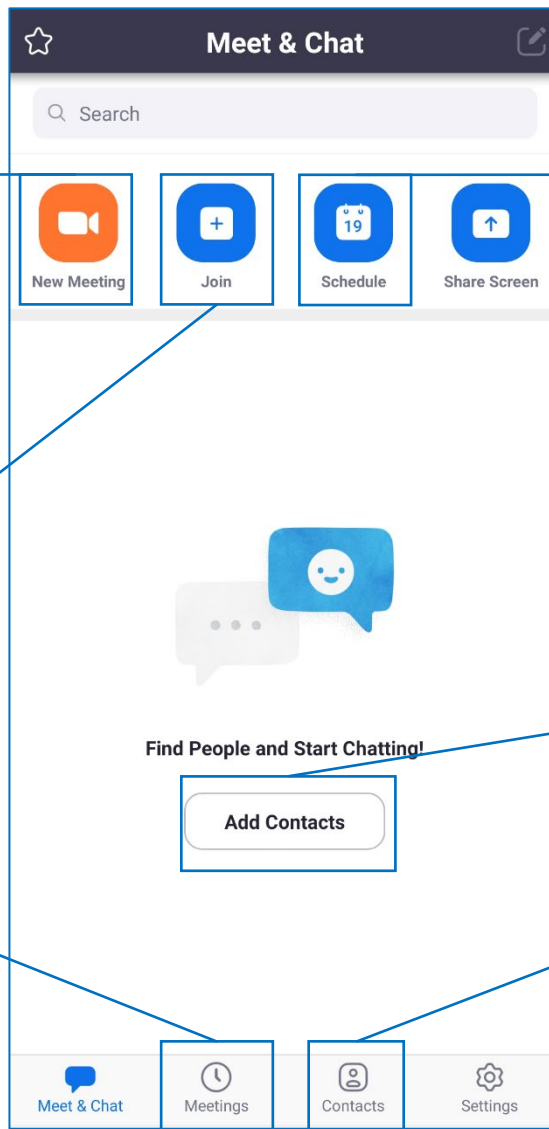 Meet & Chat
Search
19
New Meeting Join Schedule Share Screen
Find People and Start Chatting!
Add Contacts
Meet & Chat Meetings Contacts Settings